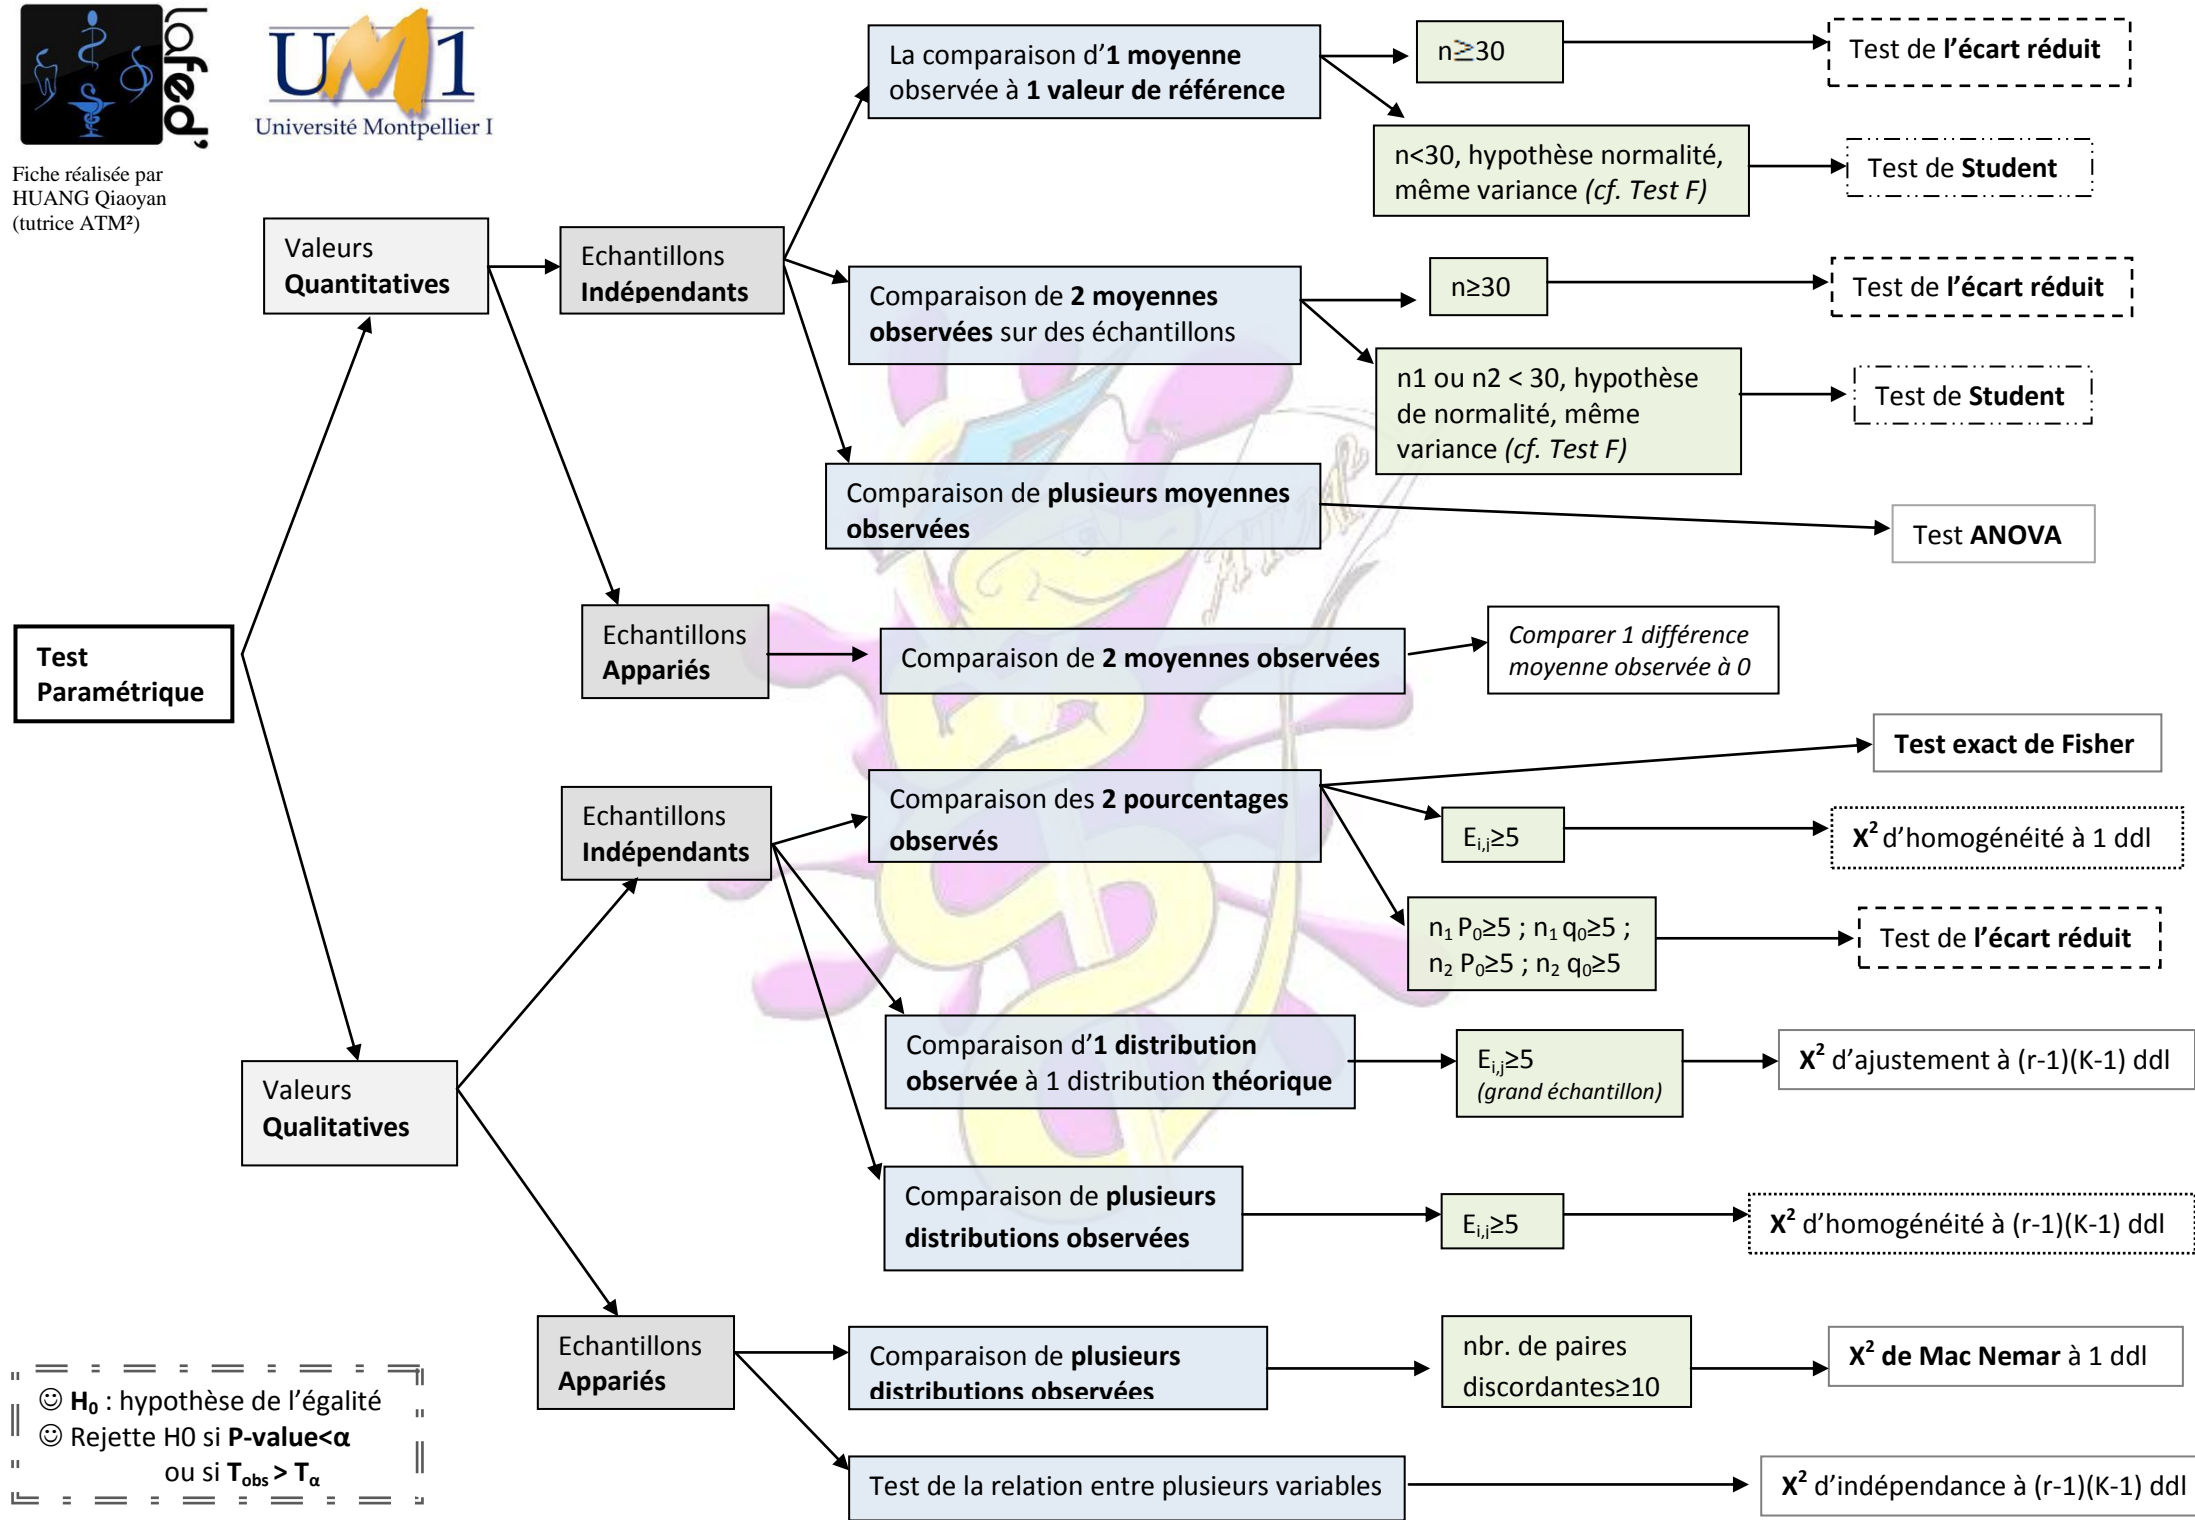 lafed'
UM1
Université Montpellier I
Fiche réalisée par
HUANG Qiaoyan
(tutrice ATM²)
Test
Paramétrique
Valeurs
Quantitatives
Echantillons
Indépendants
La comparaison d'1 moyenne
observée à 1 valeur de référence
n≥30
Test de l'écart réduit
n<30, hypothèse normalité,
même variance (cf. Test F)
Test de Student
Comparaison de 2 moyennes
observées sur des échantillons
n≥30
Test de l'écart réduit
n1 ou n2 < 30, hypothèse
de normalité, même
variance (cf. Test F)
Test de Student
Comparaison de plusieurs moyennes
observées
Test ANOVA
Echantillons
Appariés
Comparaison de 2 moyennes observées
Comparer 1 différence
moyenne observée à 0
Valeurs
Qualitatives
Echantillons
Indépendants
Comparaison des 2 pourcentages
observés
Test exact de Fisher
E i,j≥5
X² d'homogénéité à 1 ddl
n₁ P₀≥5 ; n₁ q₀≥5 ;
n₂ P₀≥5 ; n₂ q₀≥5
Test de l'écart réduit
Comparaison d'1 distribution
observée à 1 distribution théorique
E i,j≥5
(grand échantillon)
X² d'ajustement à (r-1)(K-1) ddl
Comparaison de plusieurs
distributions observées
E i,j≥5
X² d'homogénéité à (r-1)(K-1) ddl
Echantillons
Appariés
Comparaison de plusieurs
distributions observées
nbr. de paires
discordantes≥10
X² de Mac Nemar à 1 ddl
Test de la relation entre plusieurs variables
X² d'indépendance à (r-1)(K-1) ddl
☺ H₀ : hypothèse de l'égalité
☺ Rejette H0 si P-value<α
ou si T obs > T α